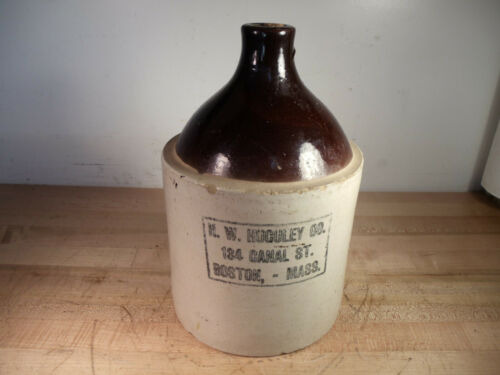 H. W. HUGULEY CO.
134 CANAL ST.
BOSTON, - MASS.